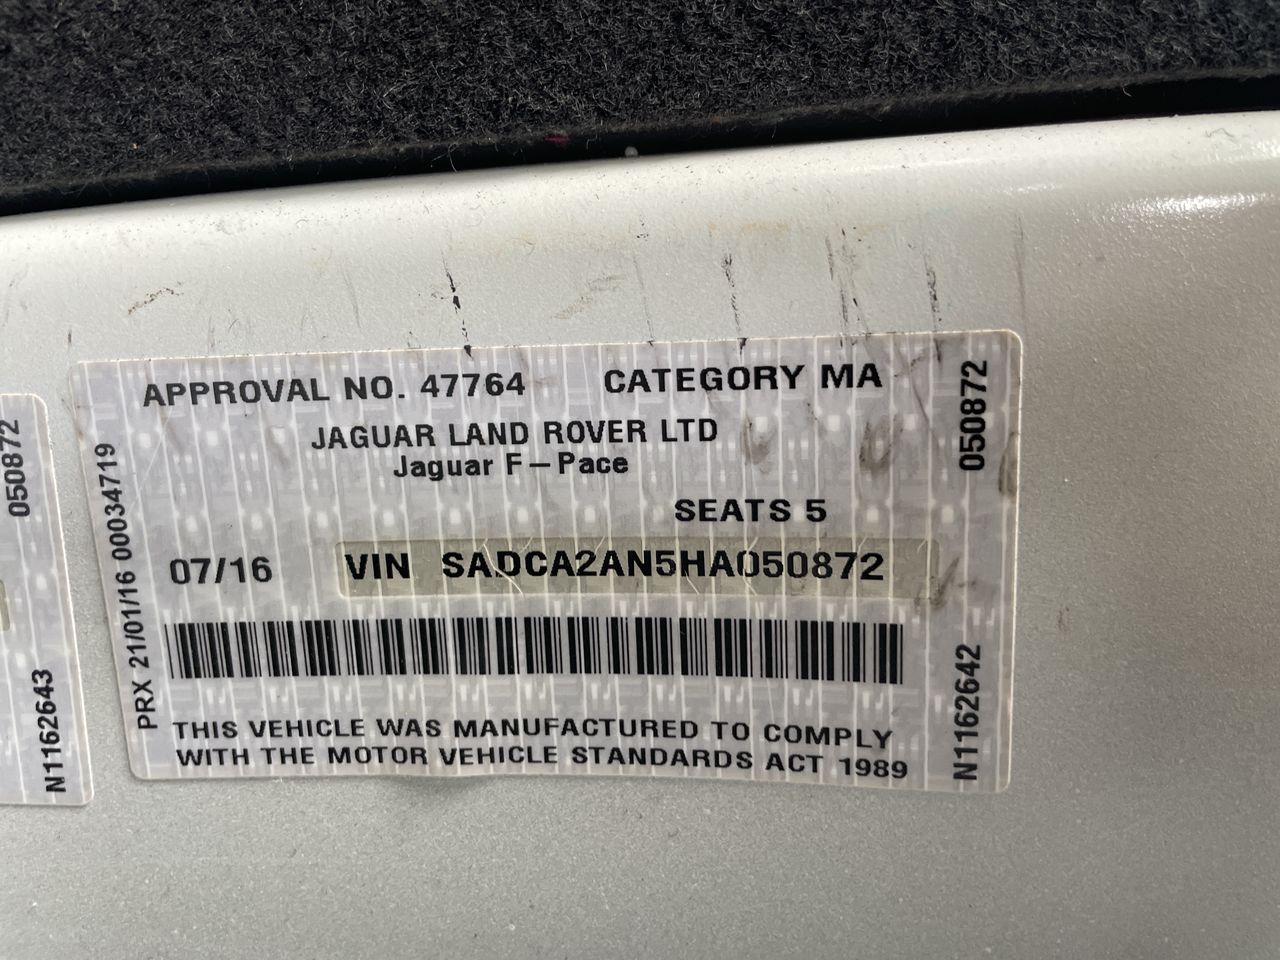 APPROVAL NO. 47764 CATEGORY MA
JAGUAR LAND ROVER LTD
Jaguar F-Pace
SEATS 5
07/16 VIN SADCA2AN5HA050872
THIS VEHICLE WAS MANUFACTURED TO COMPLY
WITH THE MOTOR VEHICLE STANDARDS ACT 1989
PRX 21/01/16 00034719
050872
N1162642
050872
N1162643